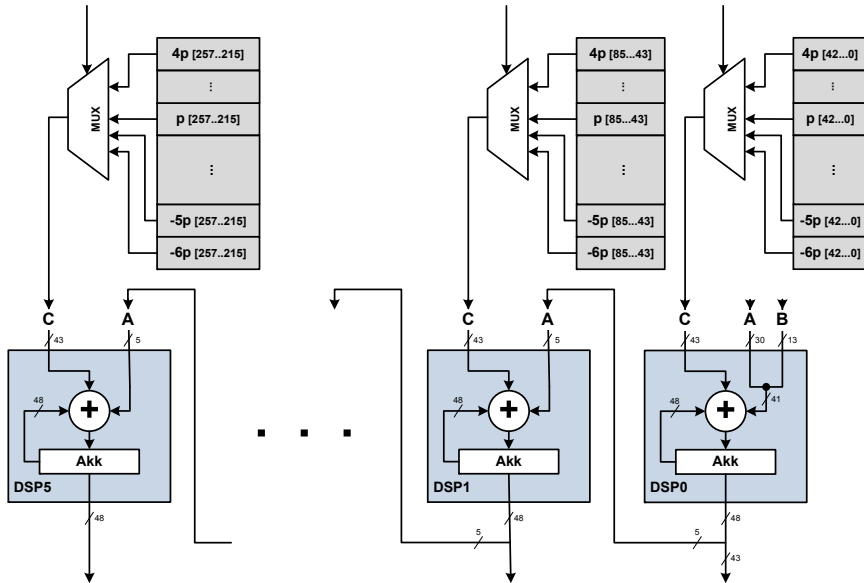 4p [257..215]
⋮
MUX
p [257..215]
⋮
-5p [257..215]
-6p [257..215]
4p [85...43]
⋮
MUX
p [85...43]
⋮
-5p [85...43]
-6p [85...43]
4p [42...0]
⋮
MUX
p [42...0]
⋮
-5p [42...0]
-6p [42...0]
C A
43 5
48
+
Akk
DSP5
48
. . .
C A
43 5
48
+
Akk
DSP1
48
5
C A B
43 30 13
48
+
41
Akk
DSP0
48
5
43